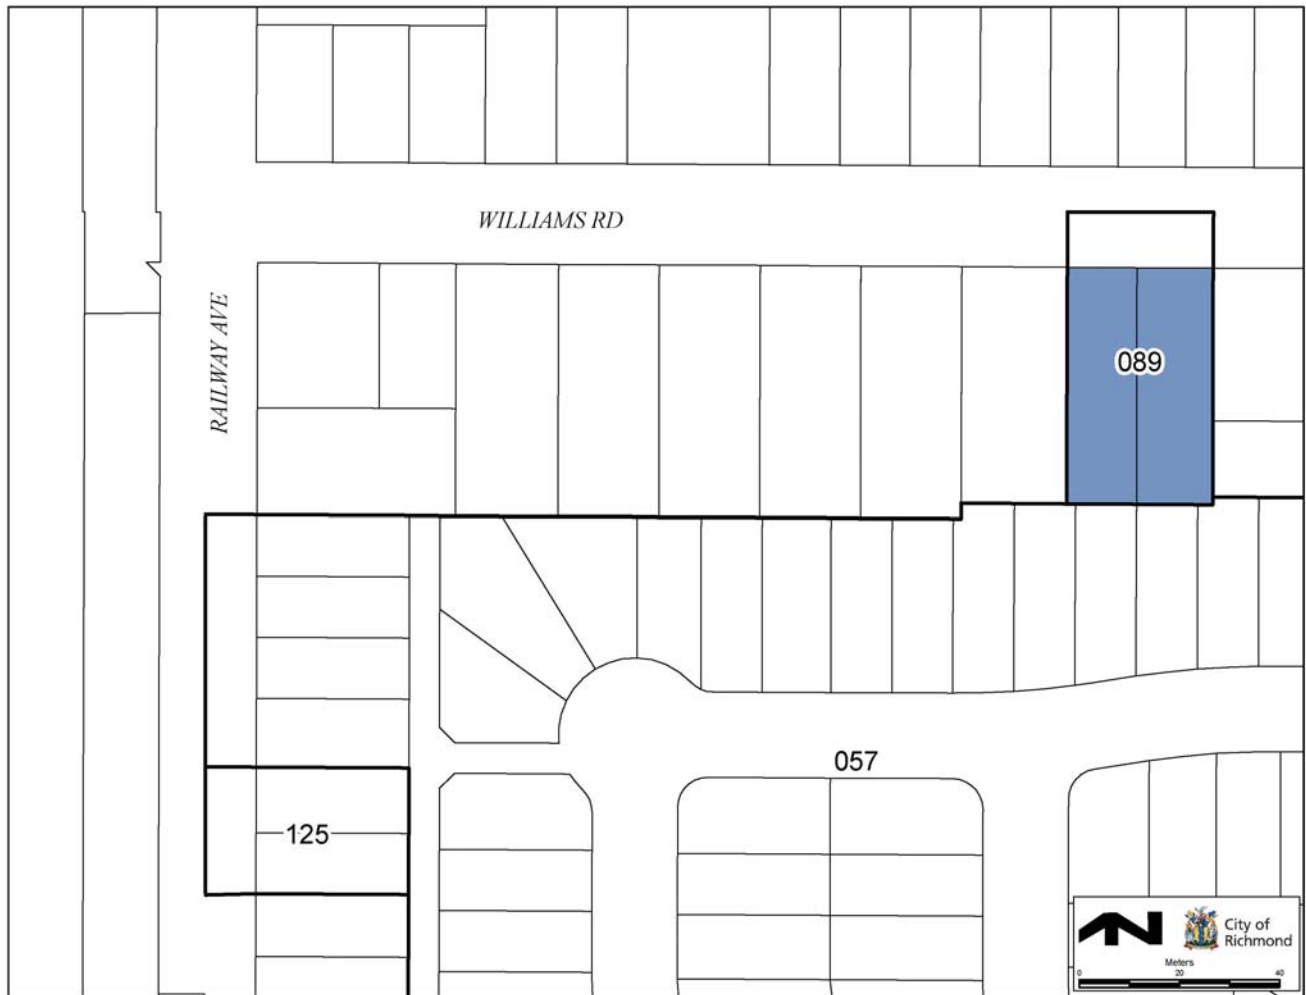 WILLIAMS RD
RAILWAY AVE
089
057
125
City of
Richmond
Meters
0 20 40